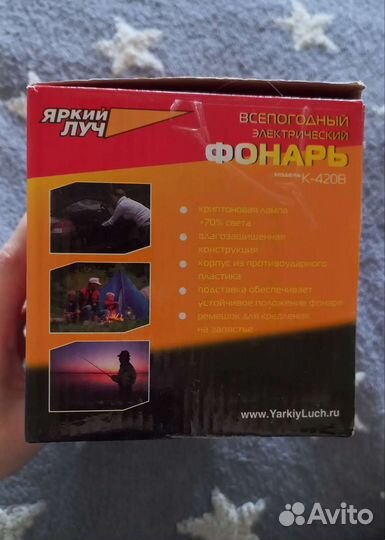 ЯРКИЙ
ЛУЧ
ВСЕПОГОДНЫЙ
ЭЛЕКТРИЧЕСКИЙ
ФОНАРЬ
МОДЕЛЬ К-420В
криптоновая лампа
+70% света
влагозащищенная
конструкция
корпус из противоударного
пластика
подставка обеспечивает
устойчивое положение фонаря
ремешок для крепления
на запястье
www.YarkiyLuch.ru
Avito